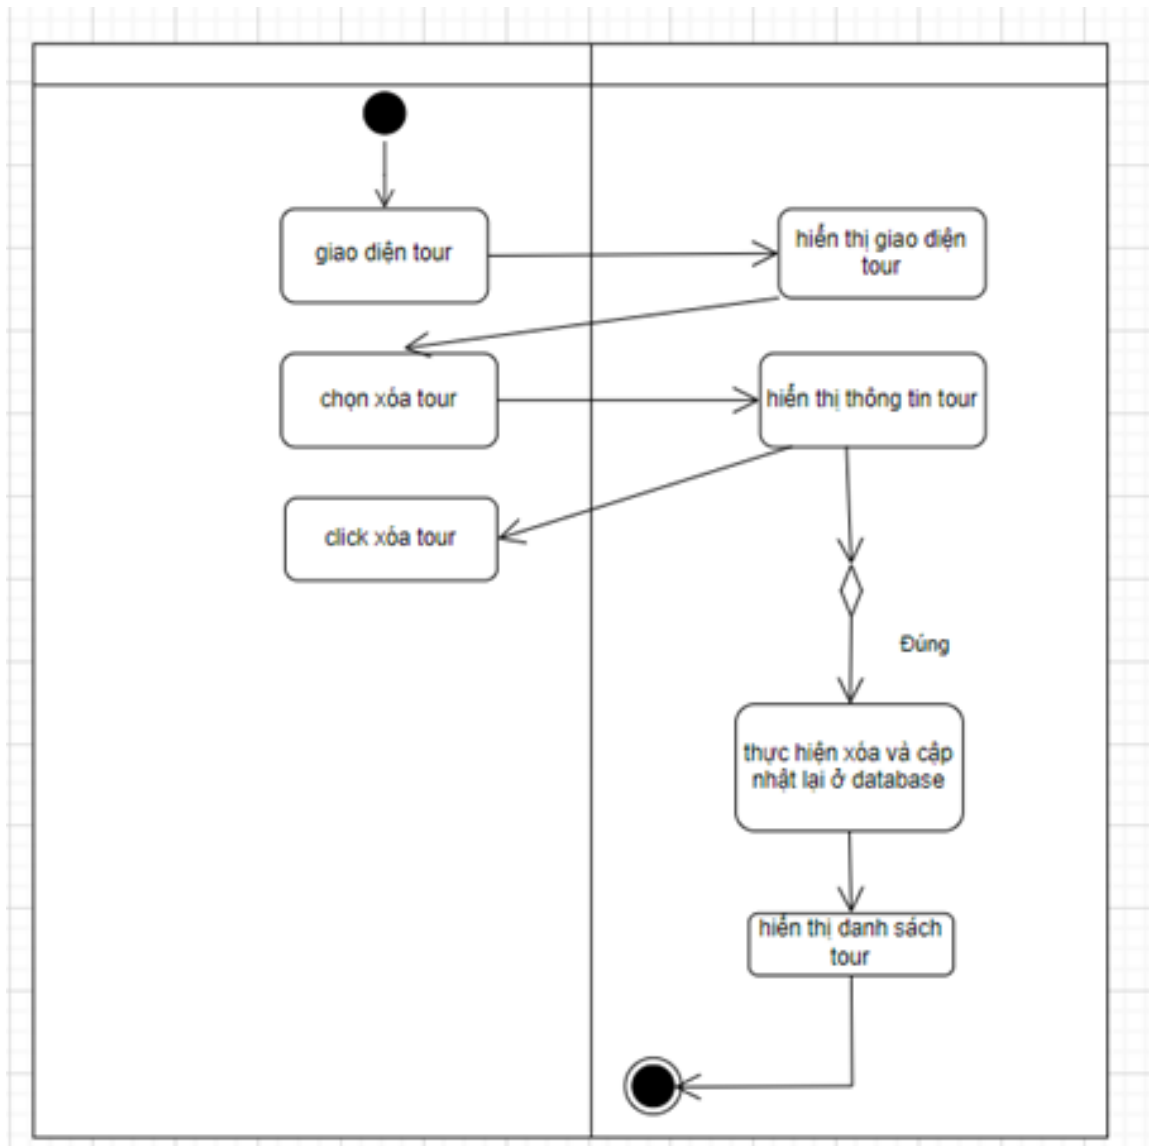 giao diện tour
hiển thị giao diện
tour
chọn xóa tour
hiển thị thông tin tour
click xóa tour
Đúng
thực hiện xóa và cập
nhật lại ở database
hiển thị danh sách
tour